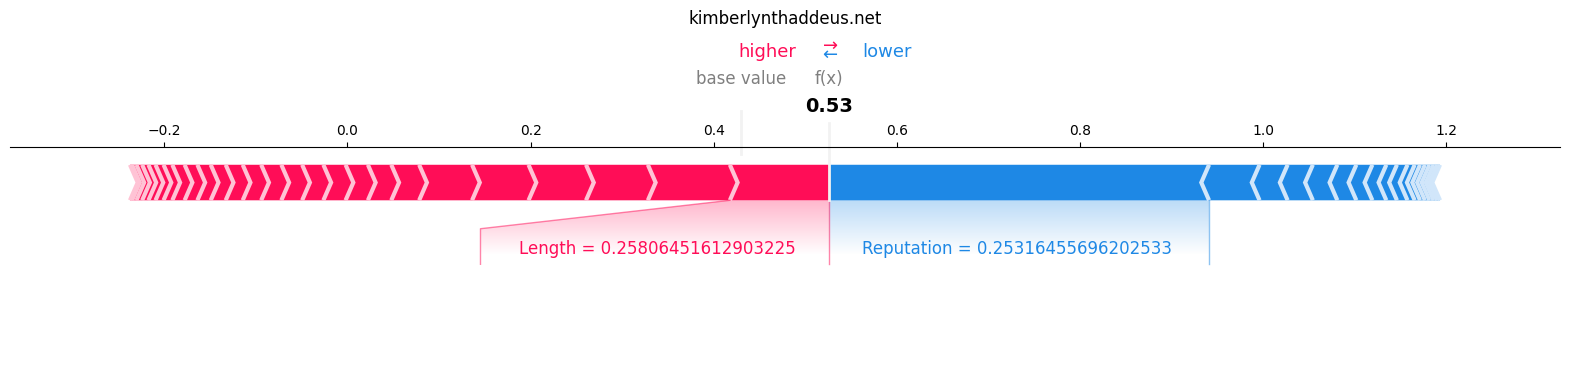 kimberlynthaddeus.net
higher ⇄ lower
base value f(x)
0.53
−0.2 0.0 0.2 0.4 0.6 0.8 1.0 1.2
Length = 0.25806451612903225 Reputation = 0.25316455696202533